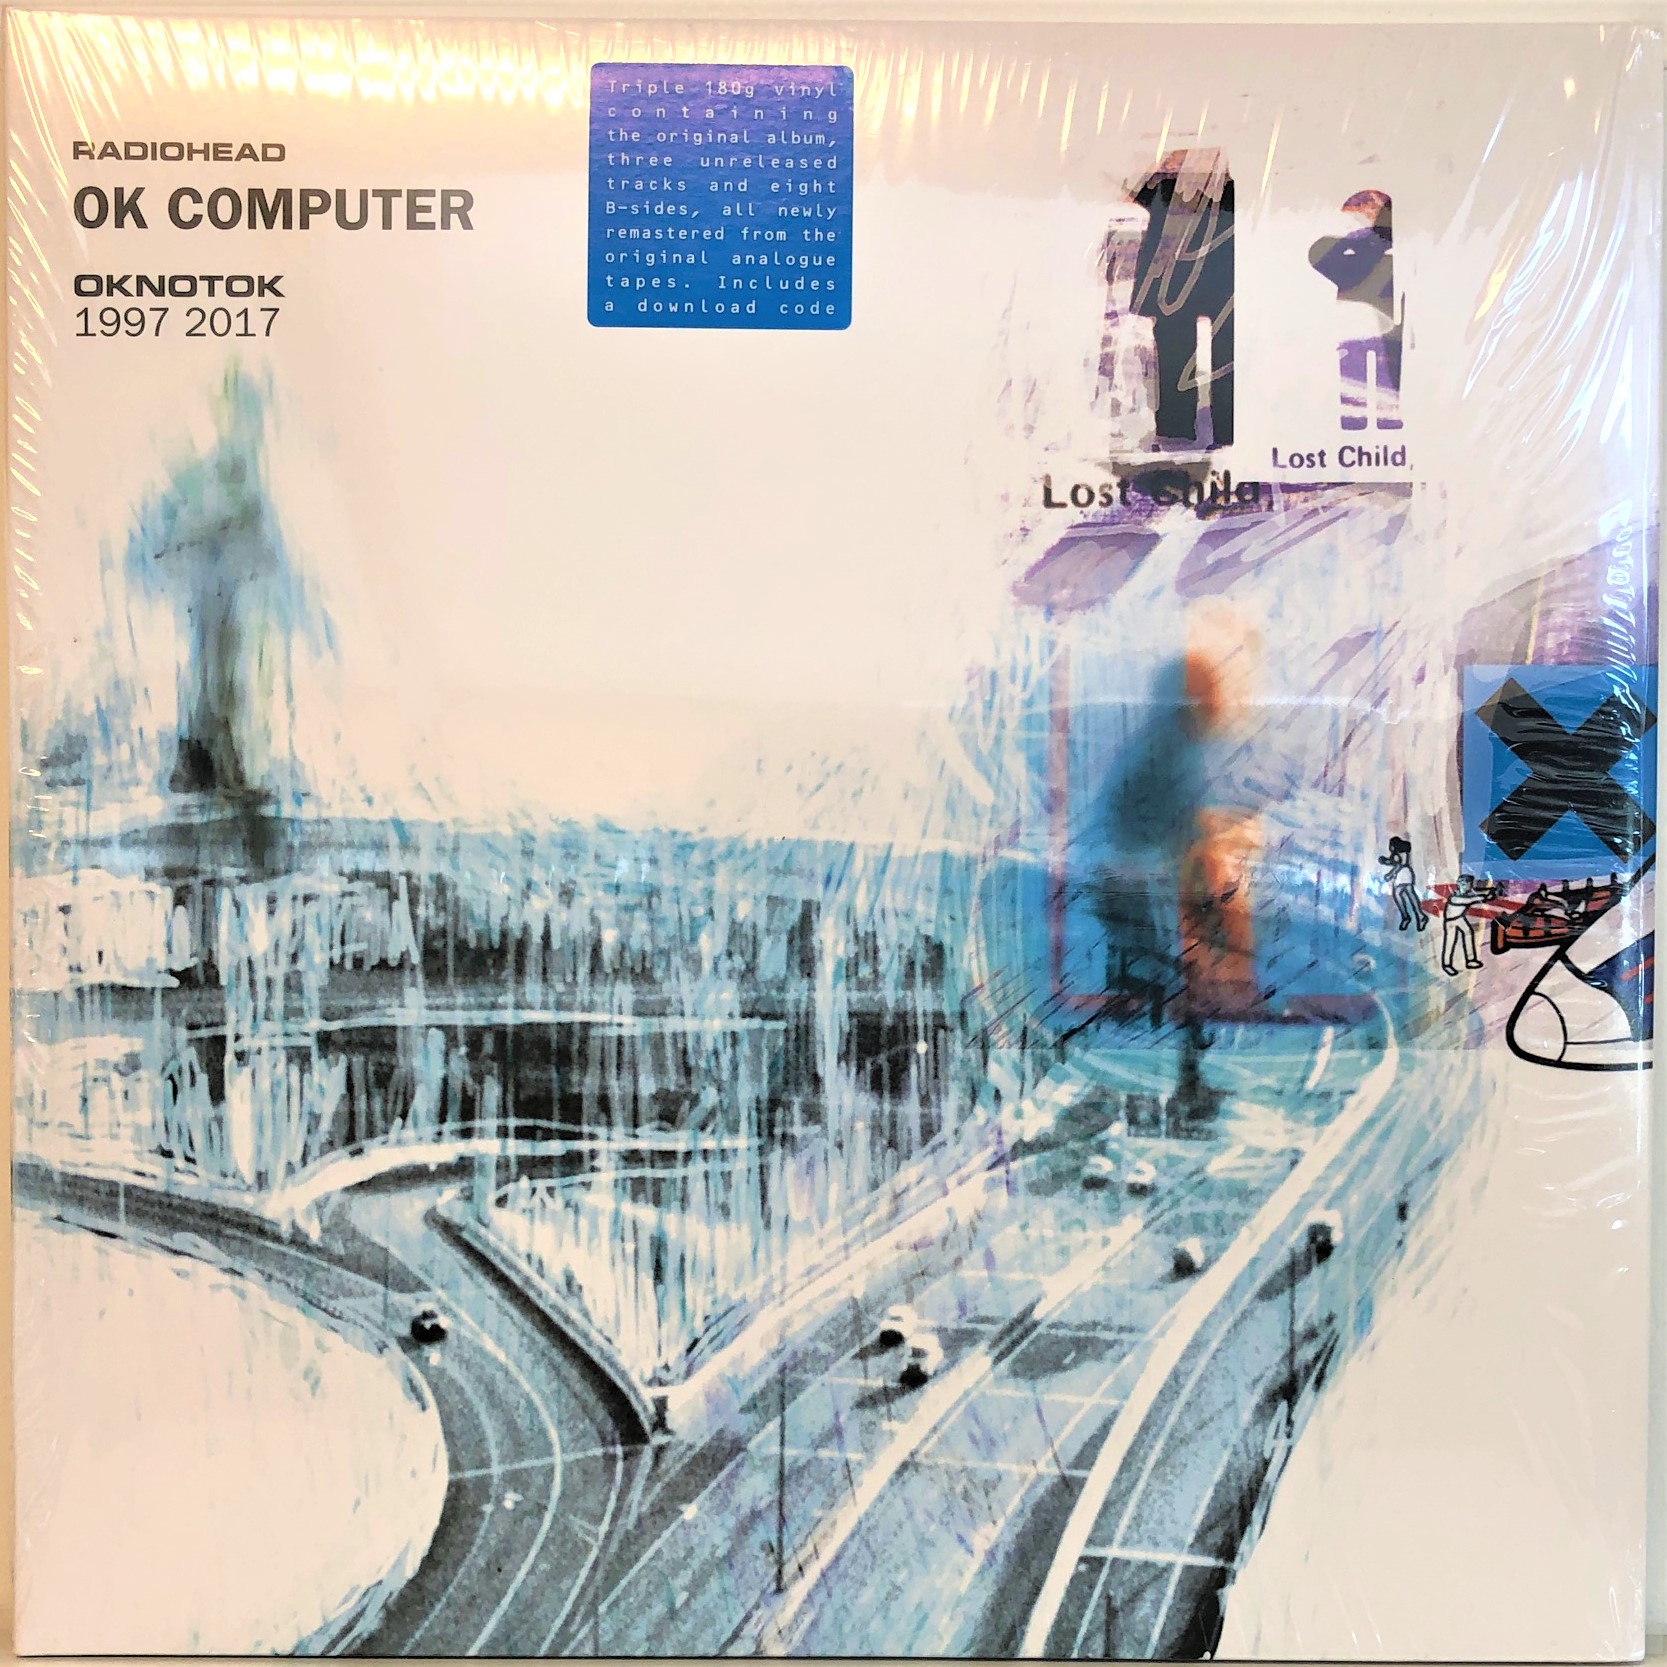 RADIOHEAD
OK COMPUTER
OKNOTOK
1997 2017
Triple 180g vinyl
containing
the original album,
three unreleased
tracks and eight
B-sides, all newly
remastered from the
original analogue
tapes. Includes
a download code
Lost Child,
Lost Child,